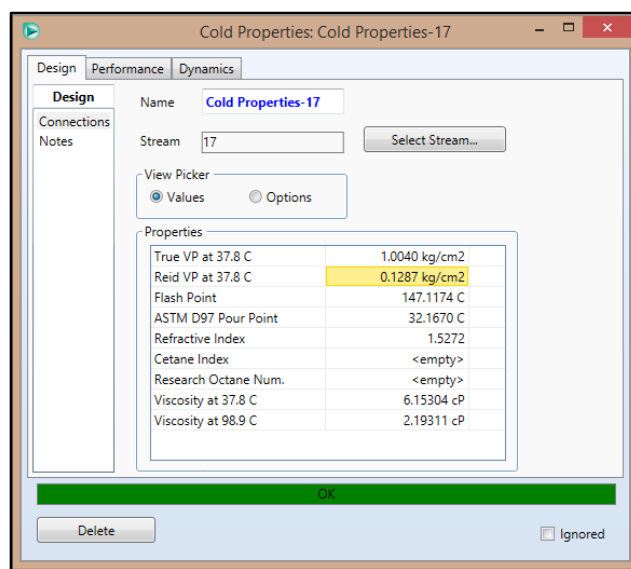 Cold Properties: Cold Properties-17
Design Performance Dynamics
Design
Connections
Notes
Name Cold Properties-17
Stream 17 Select Stream...
View Picker
Values Options
Properties
True VP at 37.8 C 1.0040 kg/cm2
Reid VP at 37.8 C 0.1287 kg/cm2
Flash Point 147.1174 C
ASTM D97 Pour Point 32.1670 C
Refractive Index 1.5272
Cetane Index <empty>
Research Octane Num. <empty>
Viscosity at 37.8 C 6.15304 cP
Viscosity at 98.9 C 2.19311 cP
OK
Delete Ignored